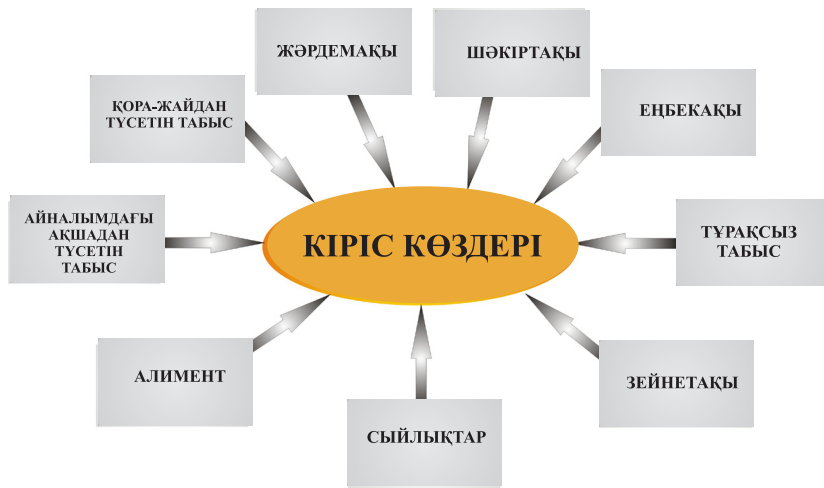 ЖӘРДЕМАҚЫ
ШӘКІРТАҚЫ
ҚОРА-ЖАЙДАН
ТҮСЕТІН ТАБЫС
ЕҢБЕКАҚЫ
АЙНАЛЫМДАҒЫ
АҚШАДАН
ТҮСЕТІН
ТАБЫС
КІРІС КӨЗДЕРІ
ТҰРАҚСЫЗ
ТАБЫС
АЛИМЕНТ
ЗЕЙНЕТАҚЫ
СЫЙЛЫҚТАР